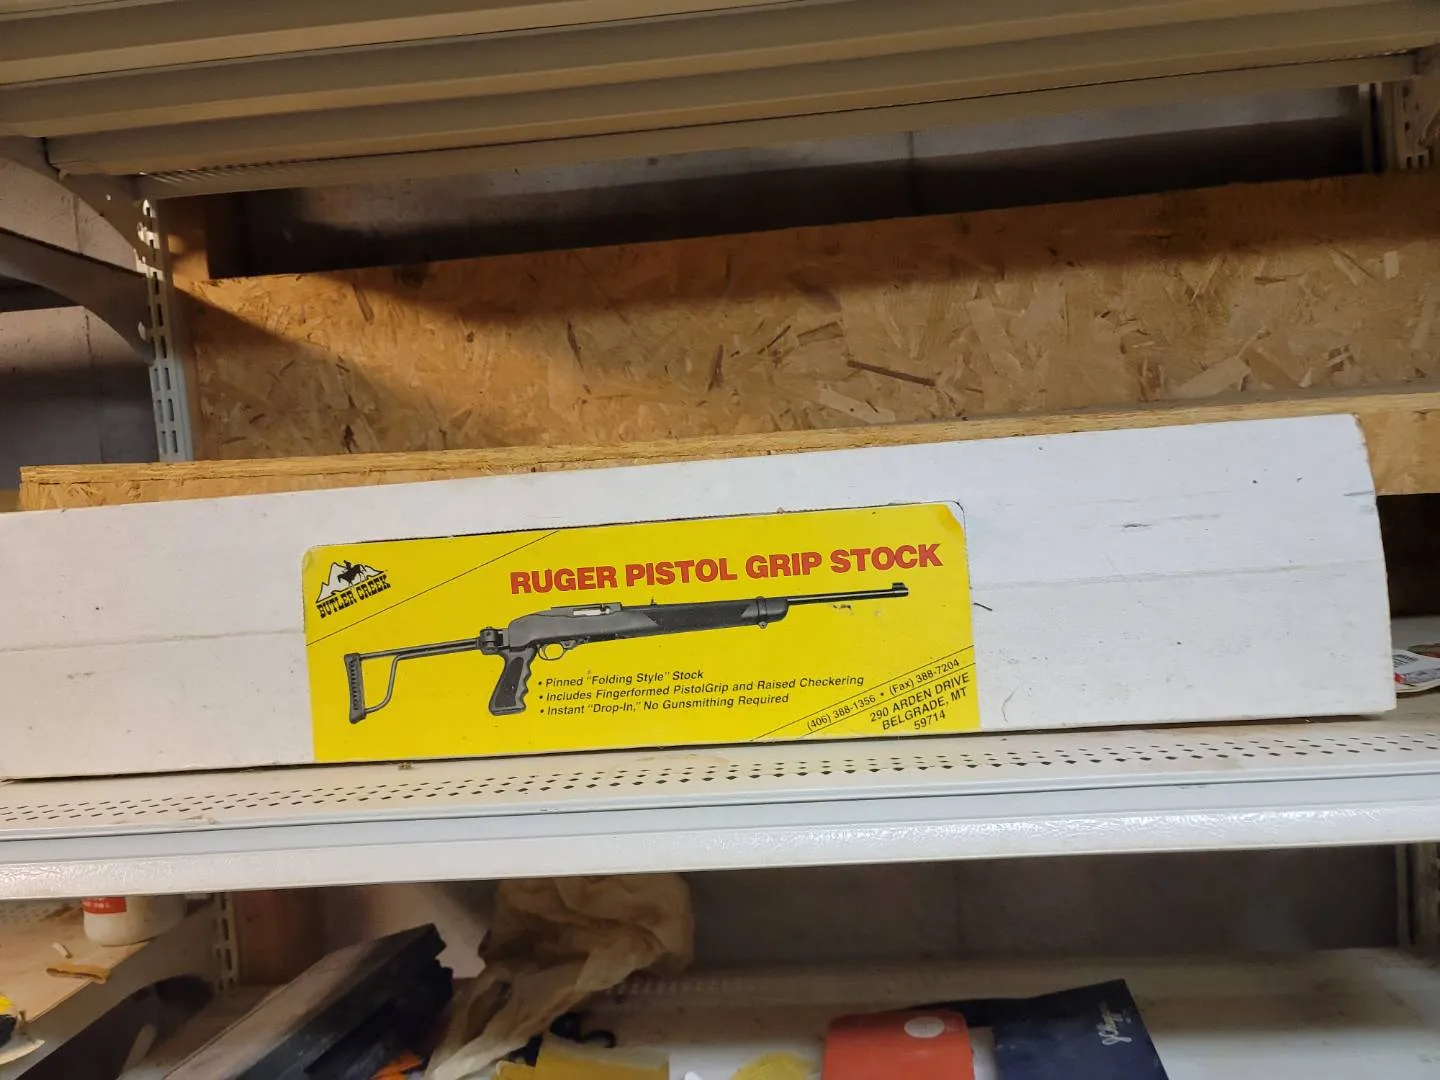 BUTLER CREEK
RUGER PISTOL GRIP STOCK
• Pinned "Folding Style" Stock
• Includes Fingerformed PistolGrip and Raised Checkering
• Instant "Drop-In," No Gunsmithing Required
(406) 388-1356 • (Fax) 388-7204
290 ARDEN DRIVE
BELGRADE, MT
59714